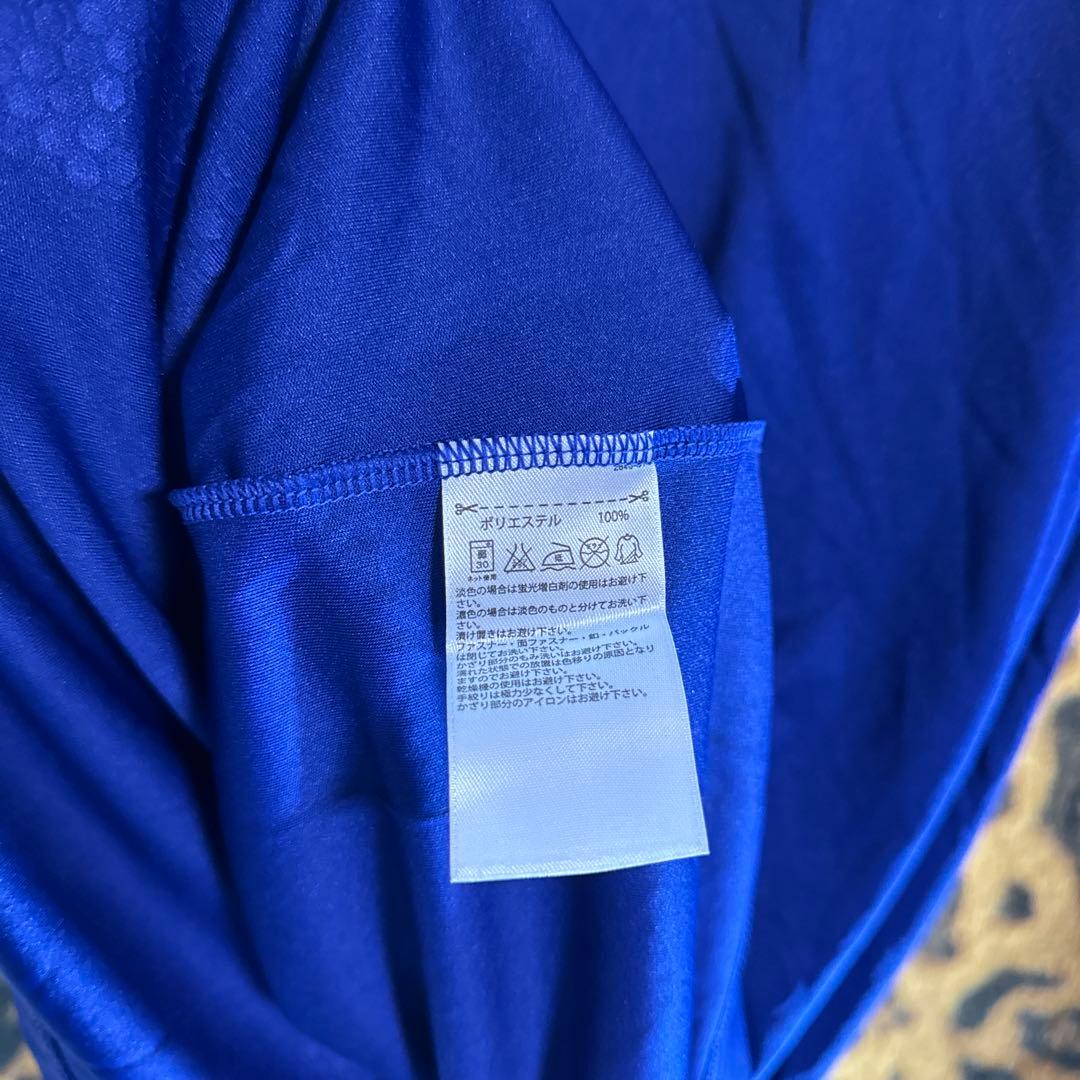 ポリエステル 100%
30
ネット使用
淡色の場合は蛍光増白剤の使用はお避け下
さい。
濃色の場合は淡色のものと分けてお洗い下
さい。
漬け置きはお避け下さい。
ファスナー・面ファスナー・釦・バックル
は閉じてお洗い下さい。
かざり部分のもみ洗いはお避け下さい。
濡れた状態での放置は色移りの原因となり
ますのでお避け下さい。
乾燥機の使用はお避け下さい。
手絞りは極力少なくして下さい。
かざり部分のアイロンはお避け下さい。